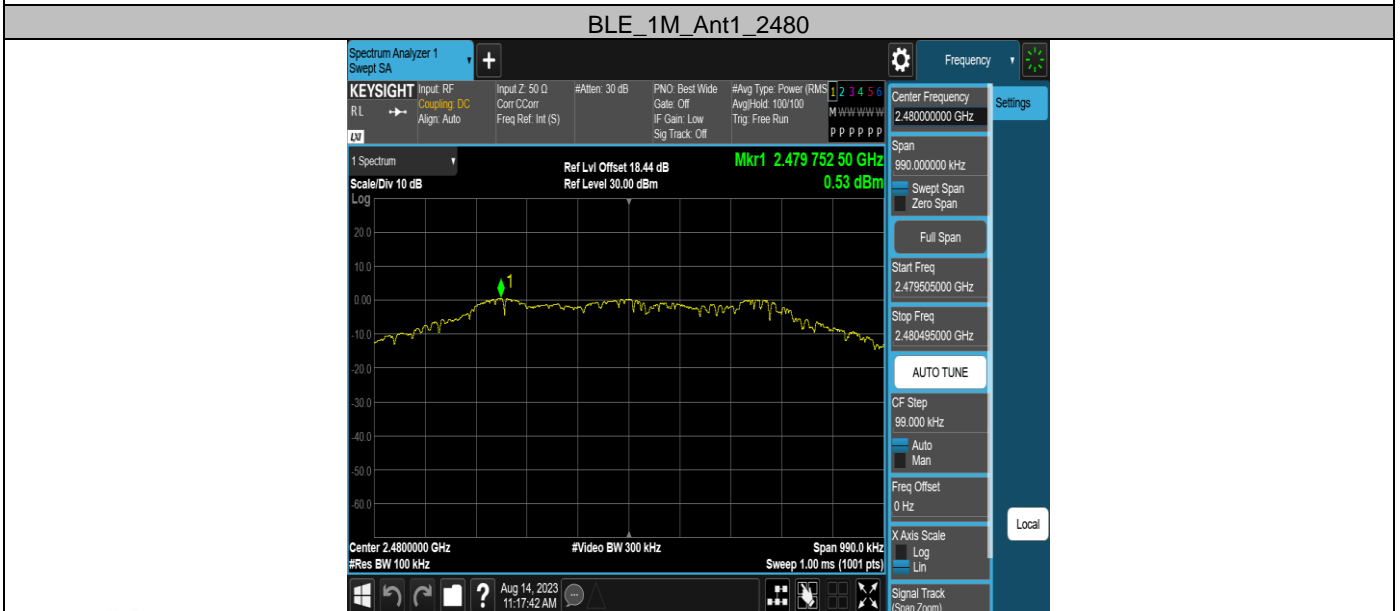 BLE_1M_Ant1_2480
Spectrum Analyzer 1
Swept SA
+
Frequency
KEYSIGHT
RL
LXI
Input: RF
Coupling: DC
Align: Auto
Input Z: 50 Ω
Corr CCorr
Freq Ref: Int (S)
#Atten: 30 dB
PNO: Best Wide
Gate: Off
IF Gain: Low
Sig Track: Off
#Avg Type: Power (RMS
Avg|Hold: 100/100
Trig: Free Run
1 2 3 4 5 6
M W W W W W
P P P P P P
1 Spectrum
Scale/Div 10 dB
Ref Lvl Offset 18.44 dB
Ref Level 30.00 dBm
Mkr1 2.479 752 50 GHz
0.53 dBm
Log
20.0
10.0
0.00
-10.0
-20.0
-30.0
-40.0
-50.0
-60.0
1
Center 2.4800000 GHz
#Res BW 100 kHz
#Video BW 300 kHz
Span 990.0 kHz
Sweep 1.00 ms (1001 pts)
?
Aug 14, 2023
11:17:42 AM
Center Frequency
2.480000000 GHz
Settings
Span
990.000000 kHz
Swept Span
Zero Span
Full Span
Start Freq
2.479505000 GHz
Stop Freq
2.480495000 GHz
AUTO TUNE
CF Step
99.000 kHz
Auto
Man
Freq Offset
0 Hz
X Axis Scale
Log
Lin
Local
Signal Track
(Span Zoom)